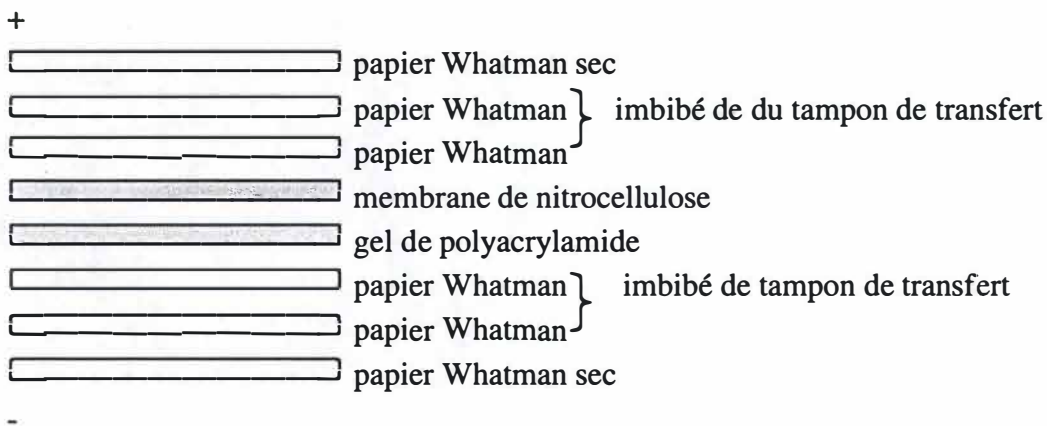 +
papier Whatman sec
papier Whatman } imbibé de du tampon de transfert
papier Whatman
membrane de nitrocellulose
gel de polyacrylamide
papier Whatman } imbibé de tampon de transfert
papier Whatman
papier Whatman sec
-